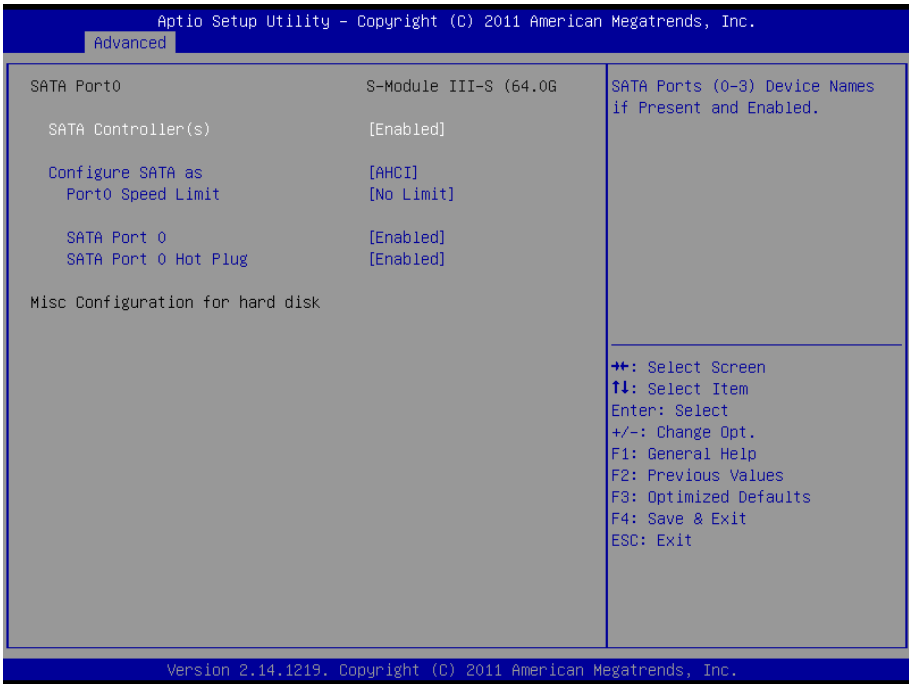 Aptio Setup Utility – Copyright (C) 2011 American Megatrends, Inc.
Advanced
SATA Port0 S-Module III-S (64.0G
SATA Controller(s) [Enabled]
Configure SATA as [AHCI]
Port0 Speed Limit [No Limit]
SATA Port 0 [Enabled]
SATA Port 0 Hot Plug [Enabled]
Misc Configuration for hard disk
SATA Ports (0-3) Device Names
if Present and Enabled.
→←: Select Screen
↑↓: Select Item
Enter: Select
+/-: Change Opt.
F1: General Help
F2: Previous Values
F3: Optimized Defaults
F4: Save & Exit
ESC: Exit
Version 2.14.1219. Copyright (C) 2011 American Megatrends, Inc.